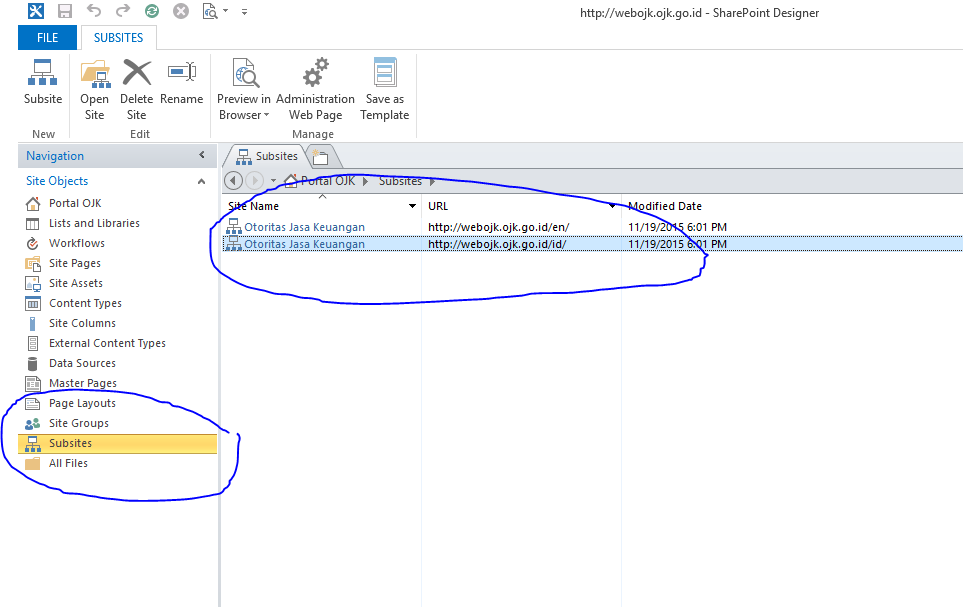 http://webojk.ojk.go.id - SharePoint Designer
FILE
SUBSITES
Subsite
Open Site
Delete Site
Rename
Preview in Browser
Administration Web Page
Save as Template
New
Edit
Manage
Navigation
Subsites
Site Objects
Portal OJK
Subsites
Portal OJK
Lists and Libraries
Workflows
Site Pages
Site Assets
Content Types
Site Columns
External Content Types
Data Sources
Master Pages
Page Layouts
Site Groups
Subsites
All Files
Site Name URL Modified Date
Otoritas Jasa Keuangan http://webojk.ojk.go.id/en/ 11/19/2015 6:01 PM
Otoritas Jasa Keuangan http://webojk.ojk.go.id/id/ 11/19/2015 6:01 PM